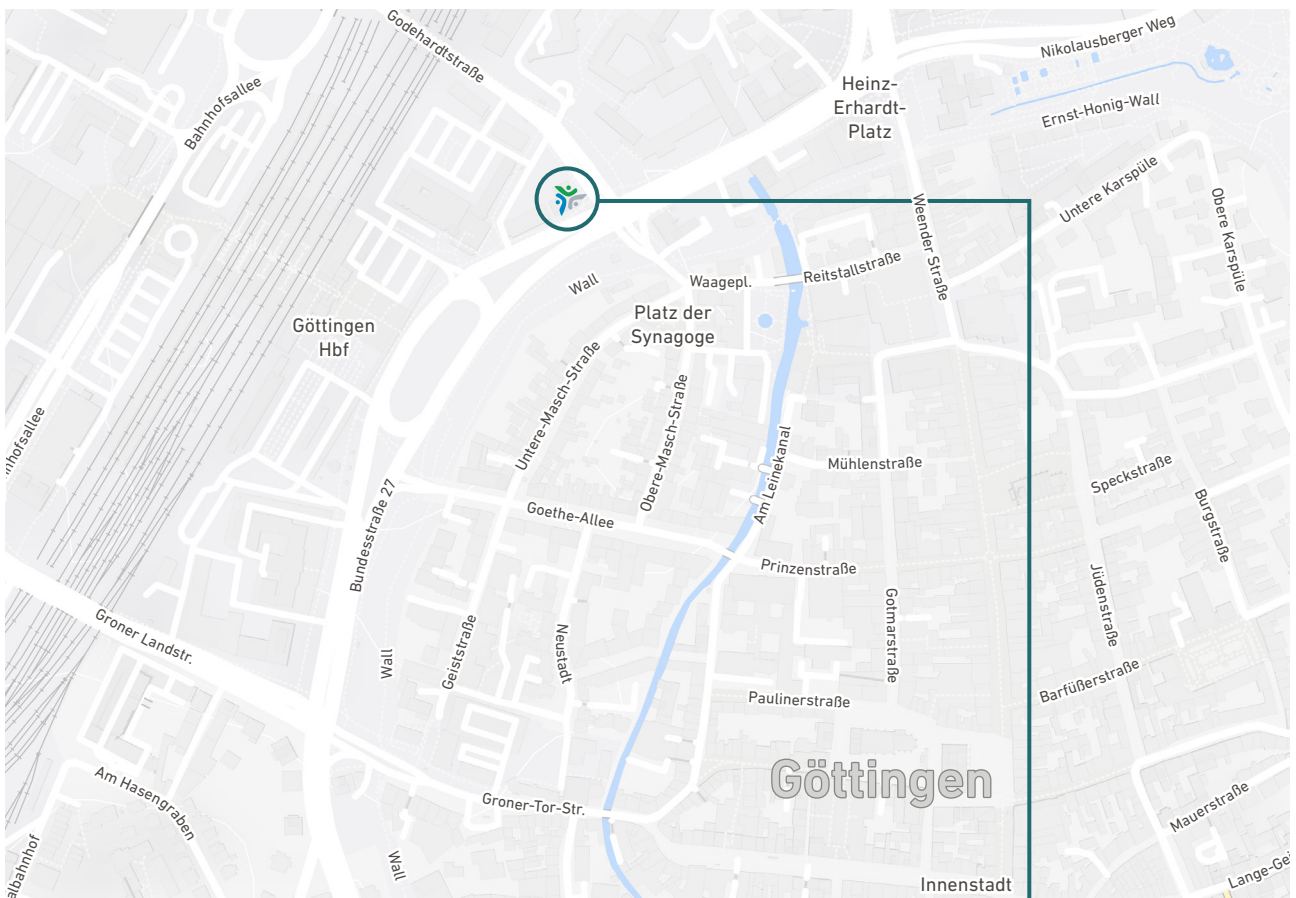 Godehardtstraße
Nikolausberger Weg
Bahnhofsallee
Heinz-
Erhardt-
Platz
Ernst-Honig-Wall
Untere Karspüle
Obere Karspüle
Weender Straße
Reitstallstraße
Waagepl.
Wall
Platz der
Synagoge
Göttingen
Hbf
Untere-Masch-Straße
Obere-Masch-Straße
Am Leinekanal
Mühlenstraße
Speckstraße
Burgstraße
nhofsallee
Bundesstraße 27
Goethe-Allee
Prinzenstraße
Gotmarstraße
Jüdenstraße
Groner Landstr.
Wall
Geiststraße
Neustadt
Paulinerstraße
Barfüßerstraße
Göttingen
Am Hasengraben
Groner-Tor-Str.
Mauerstraße
albahnhof
Wall
Innenstadt
Lange-Gei